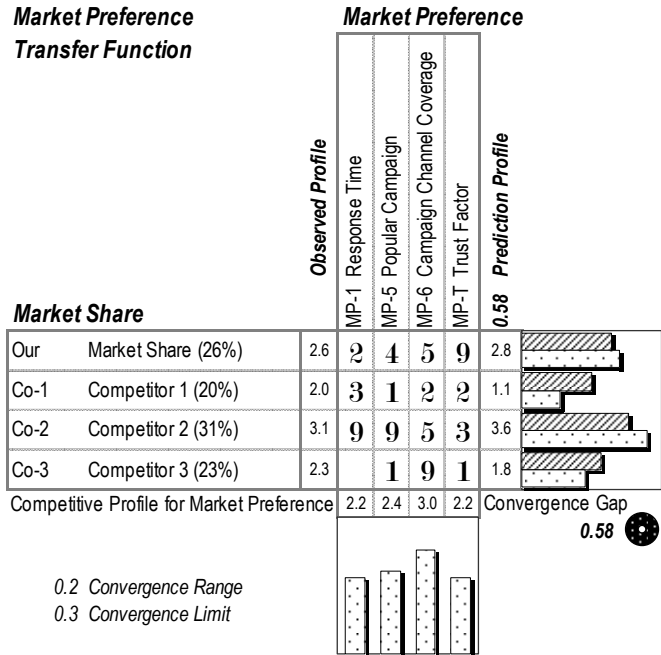 Market Preference Market Preference
Transfer Function
Observed Profile
MP-1 Response Time
MP-5 Popular Campaign
MP-6 Campaign Channel Coverage
MP-T Trust Factor
0.58 Prediction Profile
Market Share
Our Market Share (26%) 2.6 2 4 5 9 2.8
Co-1 Competitor 1 (20%) 2.0 3 1 2 2 1.1
Co-2 Competitor 2 (31%) 3.1 9 9 5 3 3.6
Co-3 Competitor 3 (23%) 2.3 1 9 1 1.8
Competitive Profile for Market Preference 2.2 2.4 3.0 2.2 Convergence Gap
0.58
0.2 Convergence Range
0.3 Convergence Limit